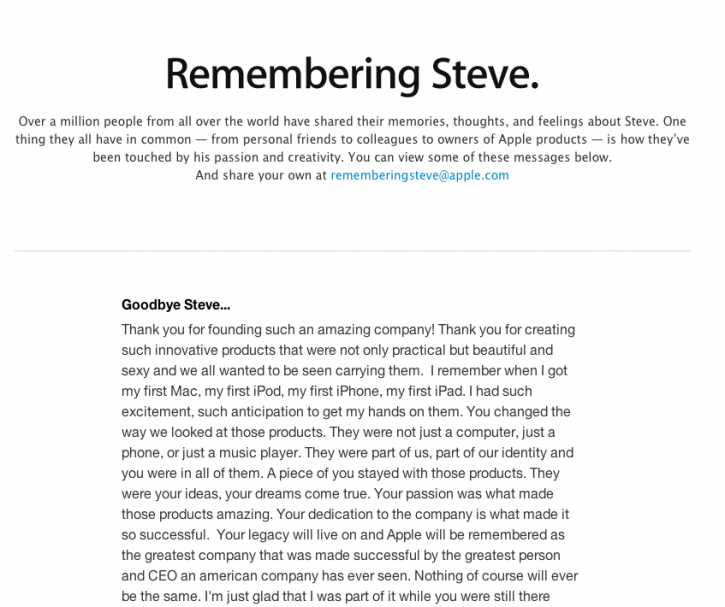 Remembering Steve.
Over a million people from all over the world have shared their memories, thoughts, and feelings about Steve. One
thing they all have in common — from personal friends to colleagues to owners of Apple products — is how they've
been touched by his passion and creativity. You can view some of these messages below.
And share your own at rememberingsteve@apple.com
Goodbye Steve...
Thank you for founding such an amazing company! Thank you for creating
such innovative products that were not only practical but beautiful and
sexy and we all wanted to be seen carrying them.  I remember when I got
my first Mac, my first iPod, my first iPhone, my first iPad. I had such
excitement, such anticipation to get my hands on them. You changed the
way we looked at those products. They were not just a computer, just a
phone, or just a music player. They were part of us, part of our identity and
you were in all of them. A piece of you stayed with those products. They
were your ideas, your dreams come true. Your passion was what made
those products amazing. Your dedication to the company is what made it
so successful.  Your legacy will live on and Apple will be remembered as
the greatest company that was made successful by the greatest person
and CEO an american company has ever seen. Nothing of course will ever
be the same. I'm just glad that I was part of it while you were still there